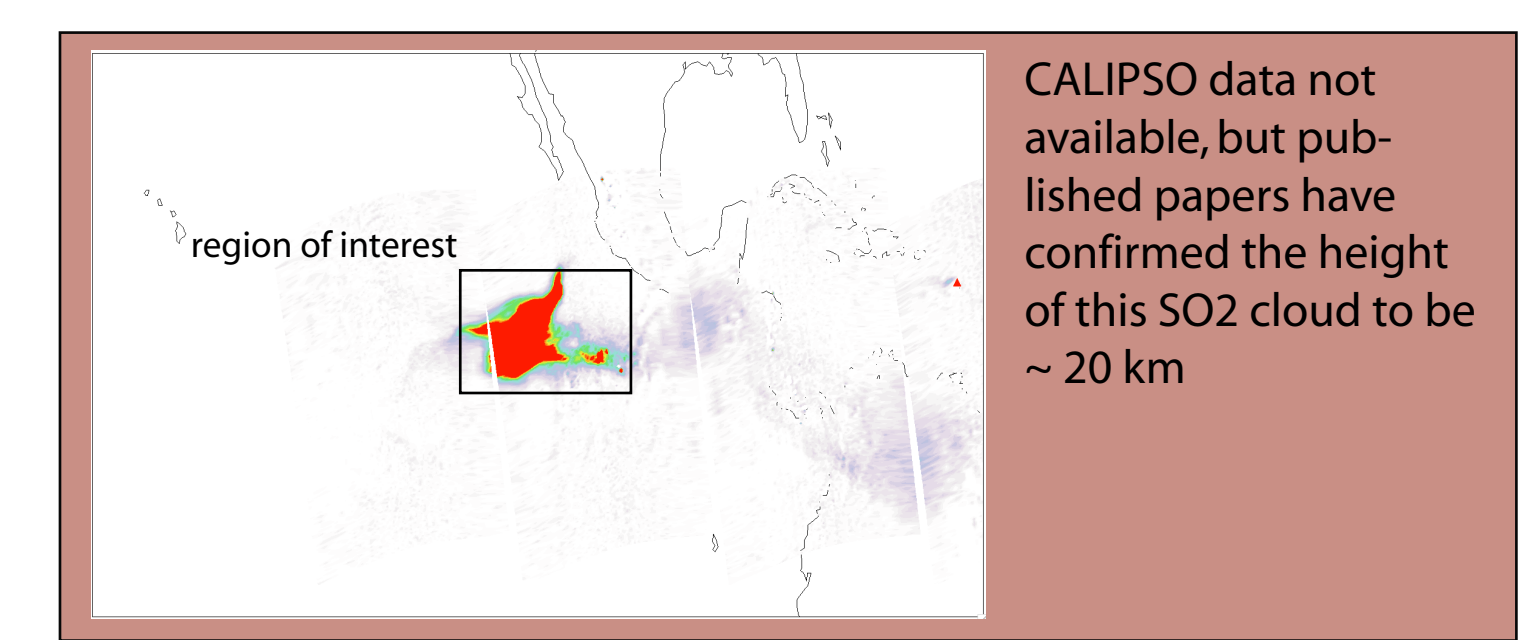 region of interest
CALIPSO data not
available, but pub-
lished papers have
confirmed the height
of this SO2 cloud to be
~ 20 km